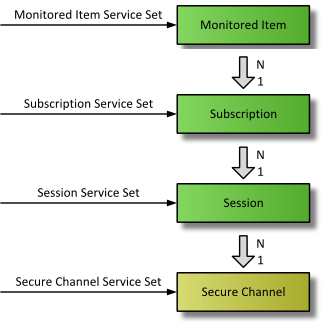 Monitored Item Service Set
Monitored Item
N
1
Subscription Service Set
Subscription
N
1
Session Service Set
Session
N
1
Secure Channel Service Set
Secure Channel